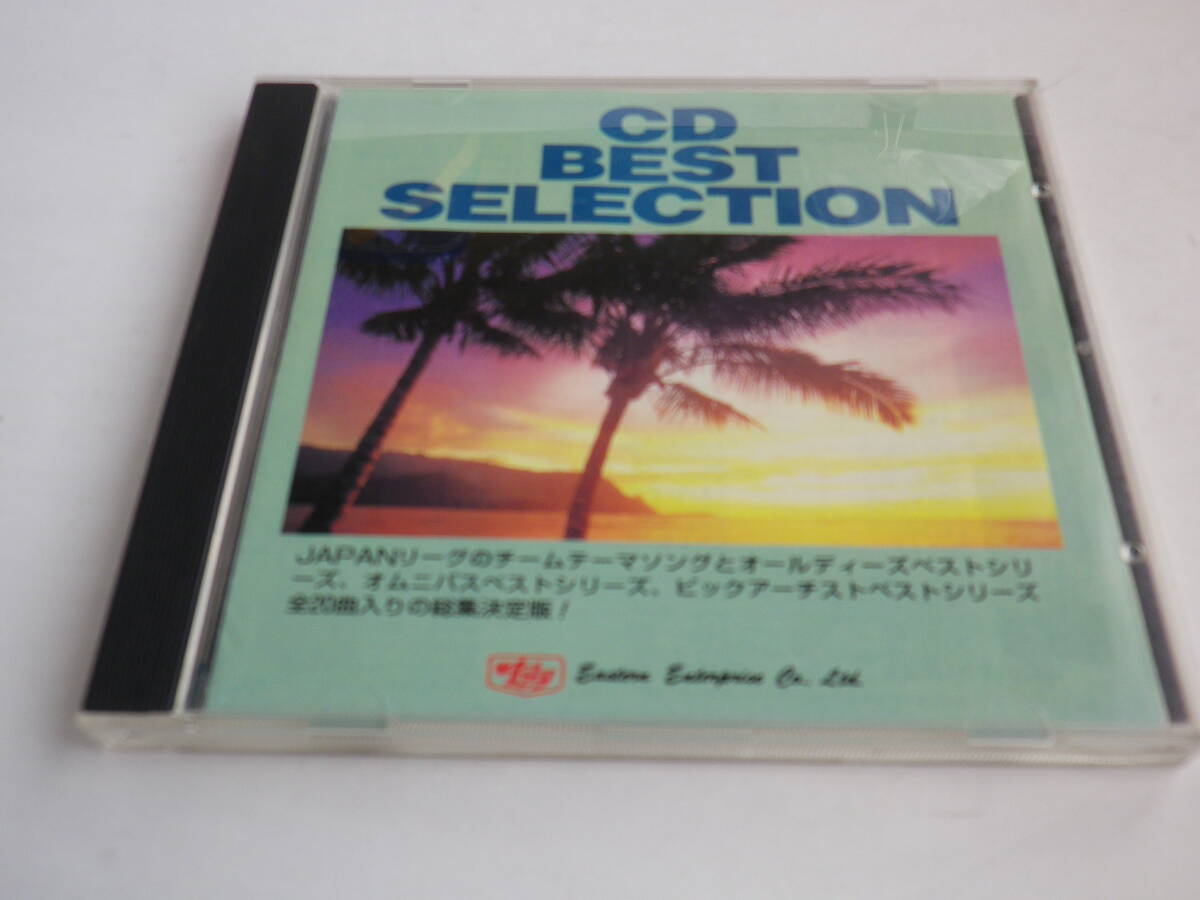 CD
BEST
SELECTION
JAPANリーグのチームテーマソングとオールディーズベストシリ
ーズ、オムニバスベストシリーズ、ビックアーチストベストシリーズ
全20曲入りの総集決定版!
Lily Eastern Enterprise Co., Ltd.